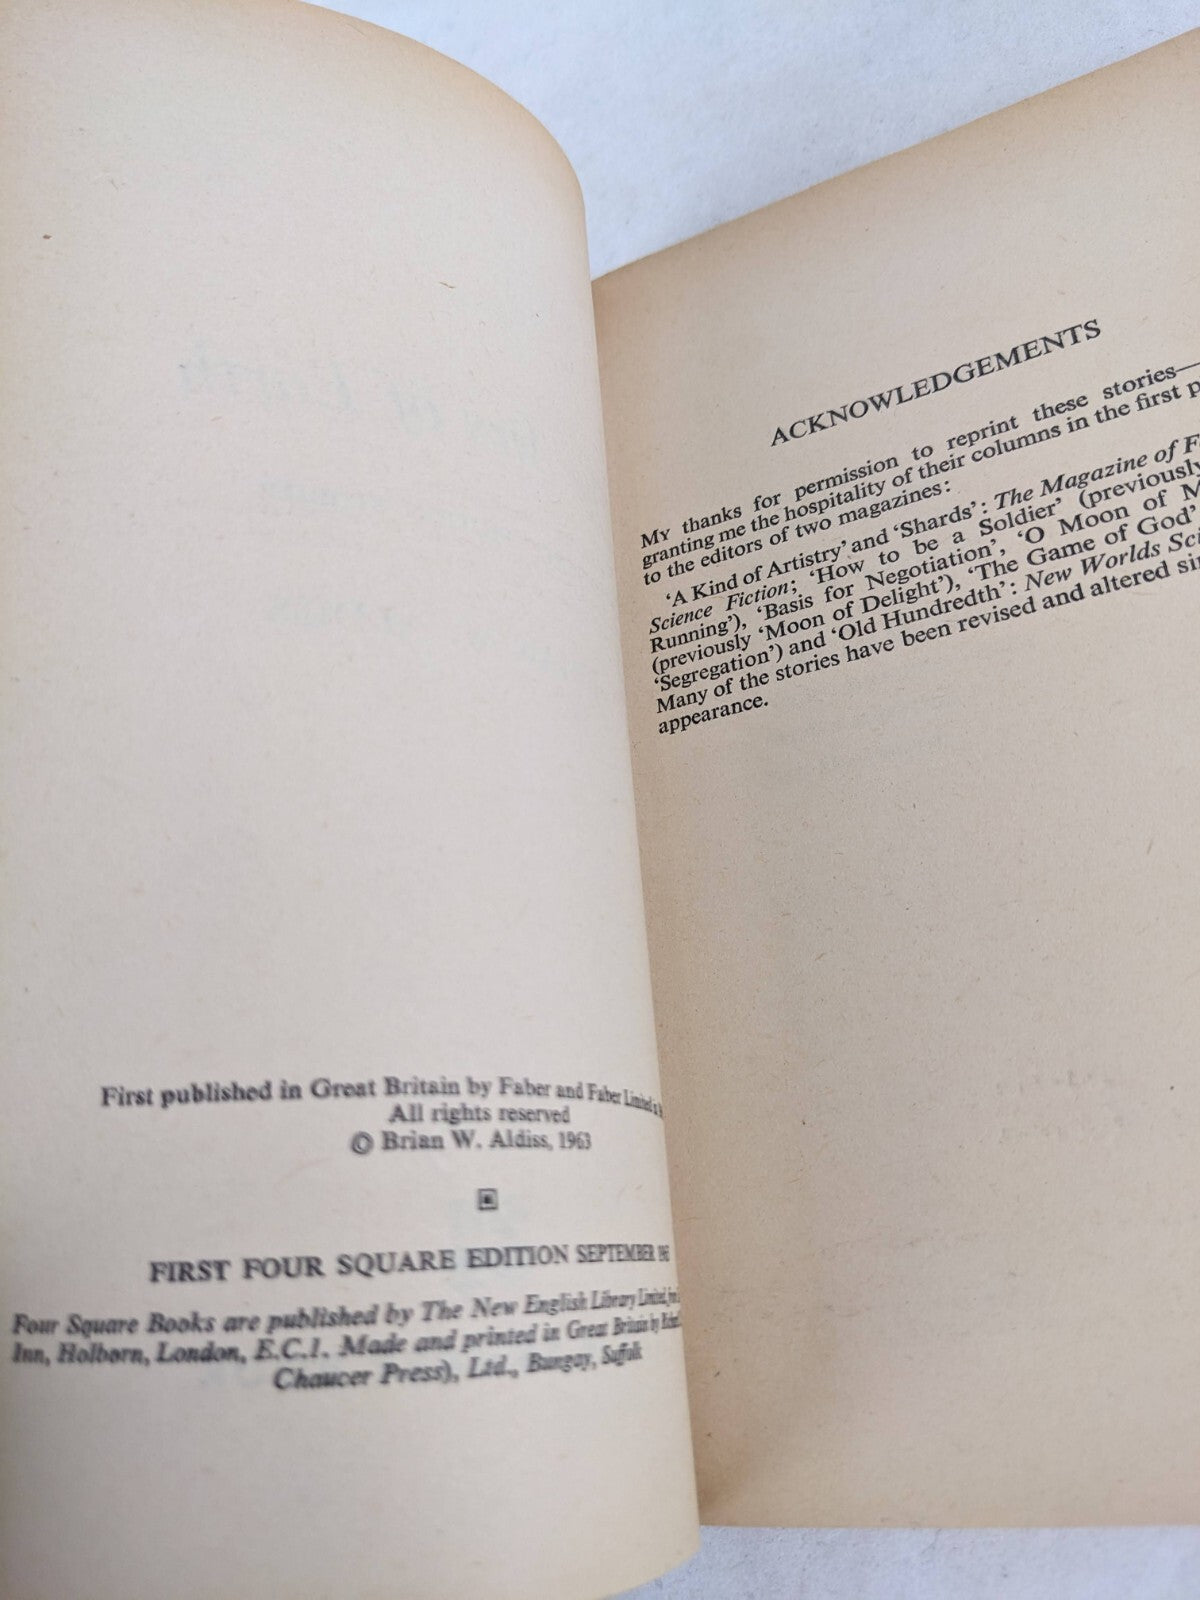 First published in Great Britain by Faber and Faber Limited
All rights reserved
© Brian W. Aldiss, 1963
FIRST FOUR SQUARE EDITION SEPTEMBER 196
Four Square Books are published by The New English Library Limited,
Inn, Holborn, London, E.C.1. Made and printed in Great Britain by
Chaucer Press), Ltd., Bungay, Suffolk
ACKNOWLEDGEMENTS
My thanks for permission to reprint these stories—
granting me the hospitality of their columns in the first p
to the editors of two magazines:
‘A Kind of Artistry’ and ‘Shards’: The Magazine of F
Science Fiction; ‘How to be a Soldier’ (previously
Running’), ‘Basis for Negotiation’, ‘O Moon of M
(previously ‘Moon of Delight’), ‘The Game of God’
‘Segregation’) and ‘Old Hundredth’: New Worlds Sci
Many of the stories have been revised and altered sin
appearance.